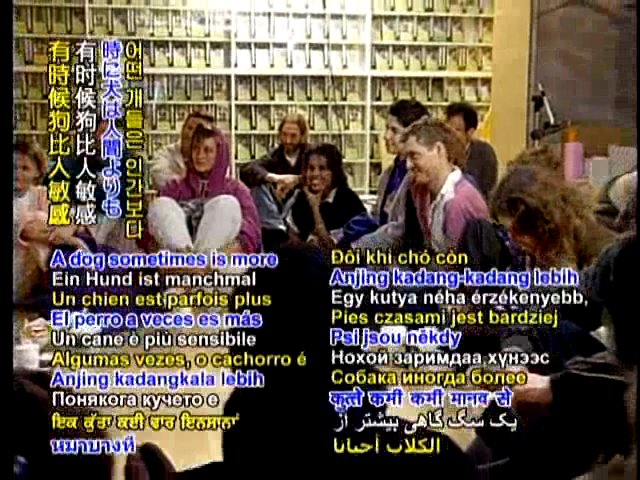 어떤 개들은 인간보다
時に犬は人間よりも
有时候狗比人敏感
有時候狗比人敏感
A dog sometimes is more
Ein Hund ist manchmal
Un chien est parfois plus
El perro a veces es más
Un cane è più sensibile
Algumas vezes, o cachorro é
Anjing kadangkala lebih
Понякога кучето е
ਇਕ ਕੁੱਤਾ ਕਈ ਵਾਰ ਇਨਸਾਨਾਂ
หมาบางที
Đôi khi chó còn
Anjing kadang-kadang lebih
Egy kutya néha érzékenyebb,
Pies czasami jest bardziej
Psi jsou někdy
Нохой заримдаа хүнээс
Собака иногда более
कुत्ते कभी कभी मानव से
یک سگ گاهی بیشتر از
الكلاب أحيانا